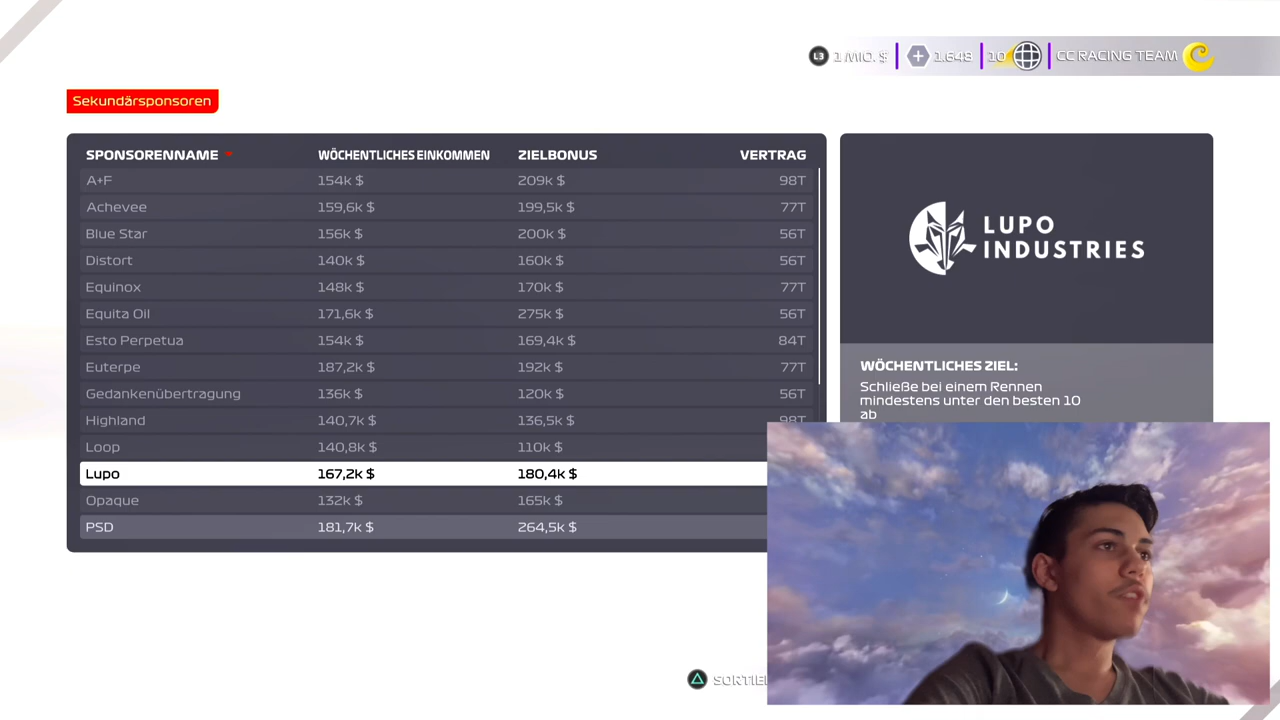 L3 1 MIO. $ 1.648 10 CC RACING TEAM
Sekundärsponsoren
SPONSORENNAME WÖCHENTLICHES EINKOMMEN ZIELBONUS VERTRAG
A+F 154k $ 209k $ 98T
Achevee 159,6k $ 199,5k $ 77T
Blue Star 156k $ 200k $ 56T
Distort 140k $ 160k $ 56T
Equinox 148k $ 170k $ 77T
Equita Oil 171,6k $ 275k $ 56T
Esto Perpetua 154k $ 169,4k $ 84T
Euterpe 187,2k $ 192k $ 77T
Gedankenübertragung 136k $ 120k $ 56T
Highland 140,7k $ 136,5k $ 98T
Loop 140,8k $ 110k $
Lupo 167,2k $ 180,4k $
Opaque 132k $ 165k $
PSD 181,7k $ 264,5k $
LUPO
INDUSTRIES
WÖCHENTLICHES ZIEL:
Schließe bei einem Rennen
mindestens unter den besten 10
ab